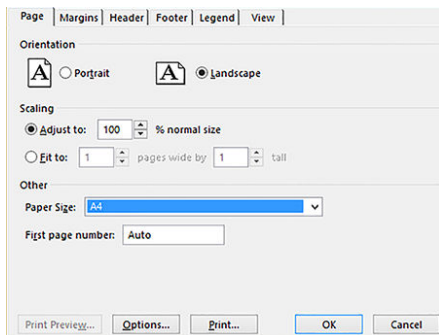 Page Margins Header Footer Legend View
Orientation
A Portrait A Landscape
Scaling
Adjust to: 100 % normal size
Fit to: 1 pages wide by 1 tall
Other
Paper Size: A4
First page number: Auto
Print Preview... Options... Print... OK Cancel